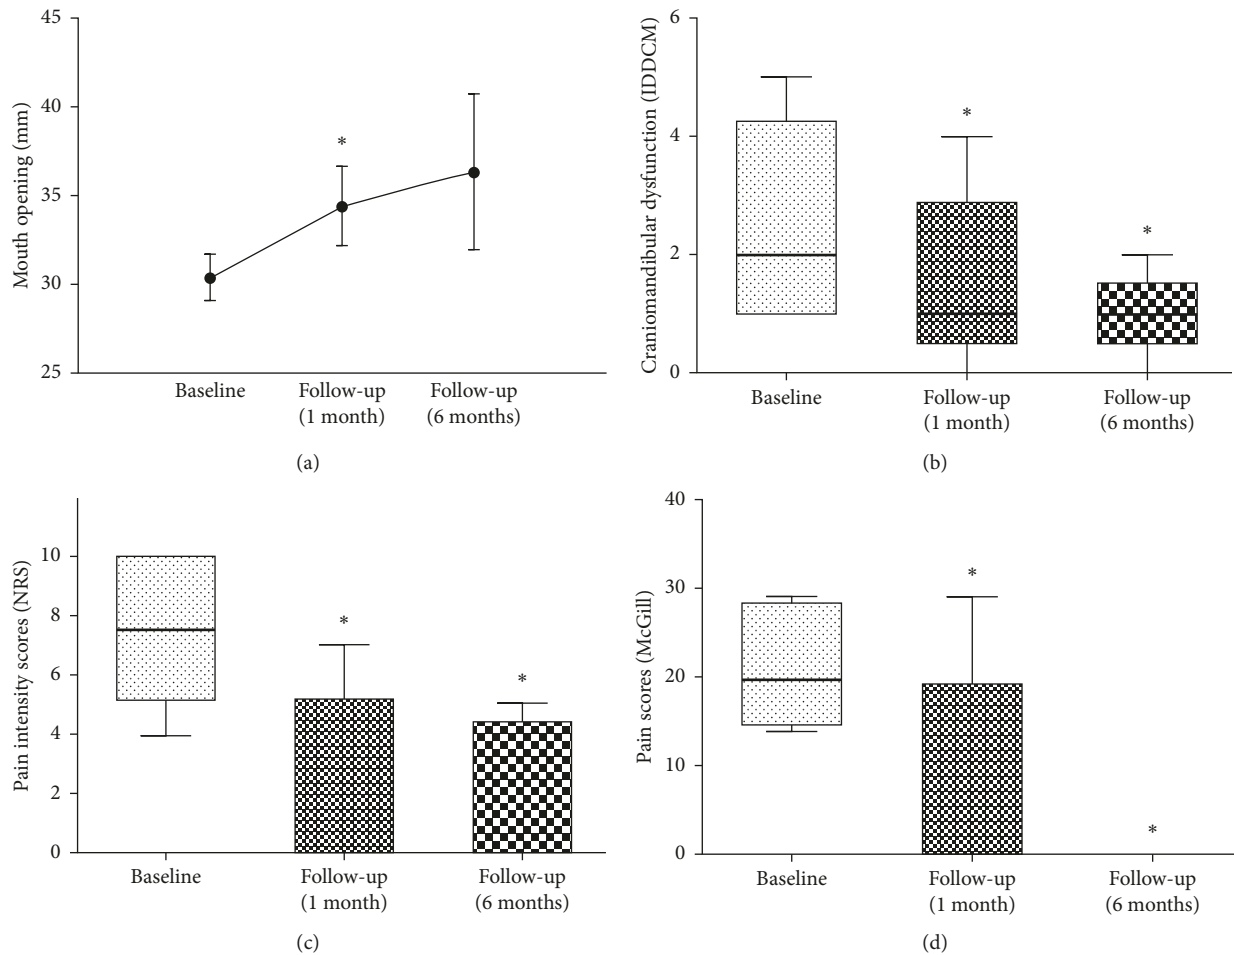 Mouth opening (mm)
45
40
35
30
25
*
Baseline
Follow-up
(1 month)
Follow-up
(6 months)
(a)
Craniomandibular dysfunction (IDDCM)
6
4
2
0
*
*
Baseline
Follow-up
(1 month)
Follow-up
(6 months)
(b)
Pain intensity scores (NRS)
10
8
6
4
2
0
*
*
Baseline
Follow-up
(1 month)
Follow-up
(6 months)
(c)
Pain scores (McGill)
40
30
20
10
0
*
*
Baseline
Follow-up
(1 month)
Follow-up
(6 months)
(d)